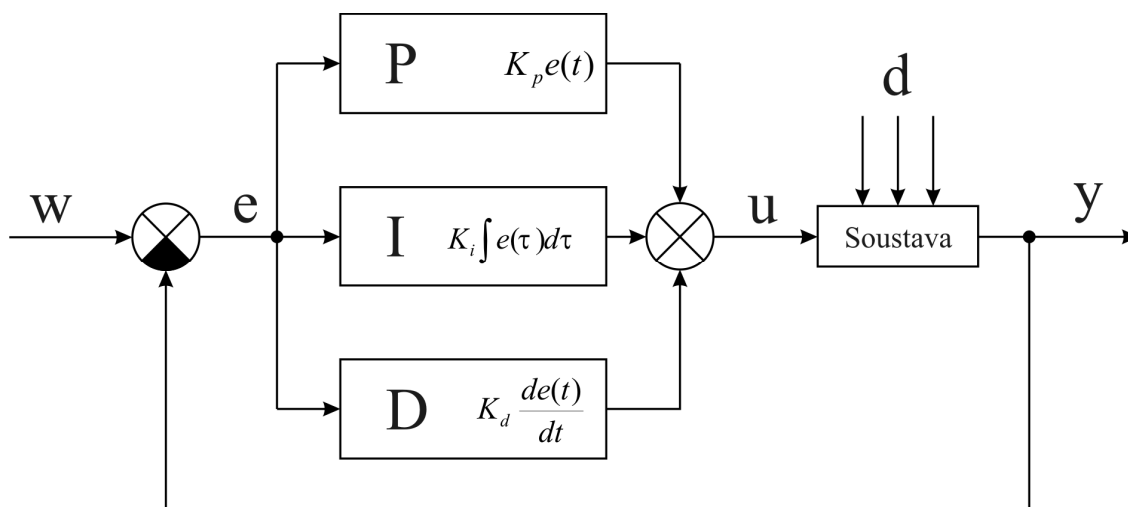 P K_p e(t)
d
w
e
I K_i ∫ e(τ)dτ
u
Soustava
y
D K_d de(t)/dt